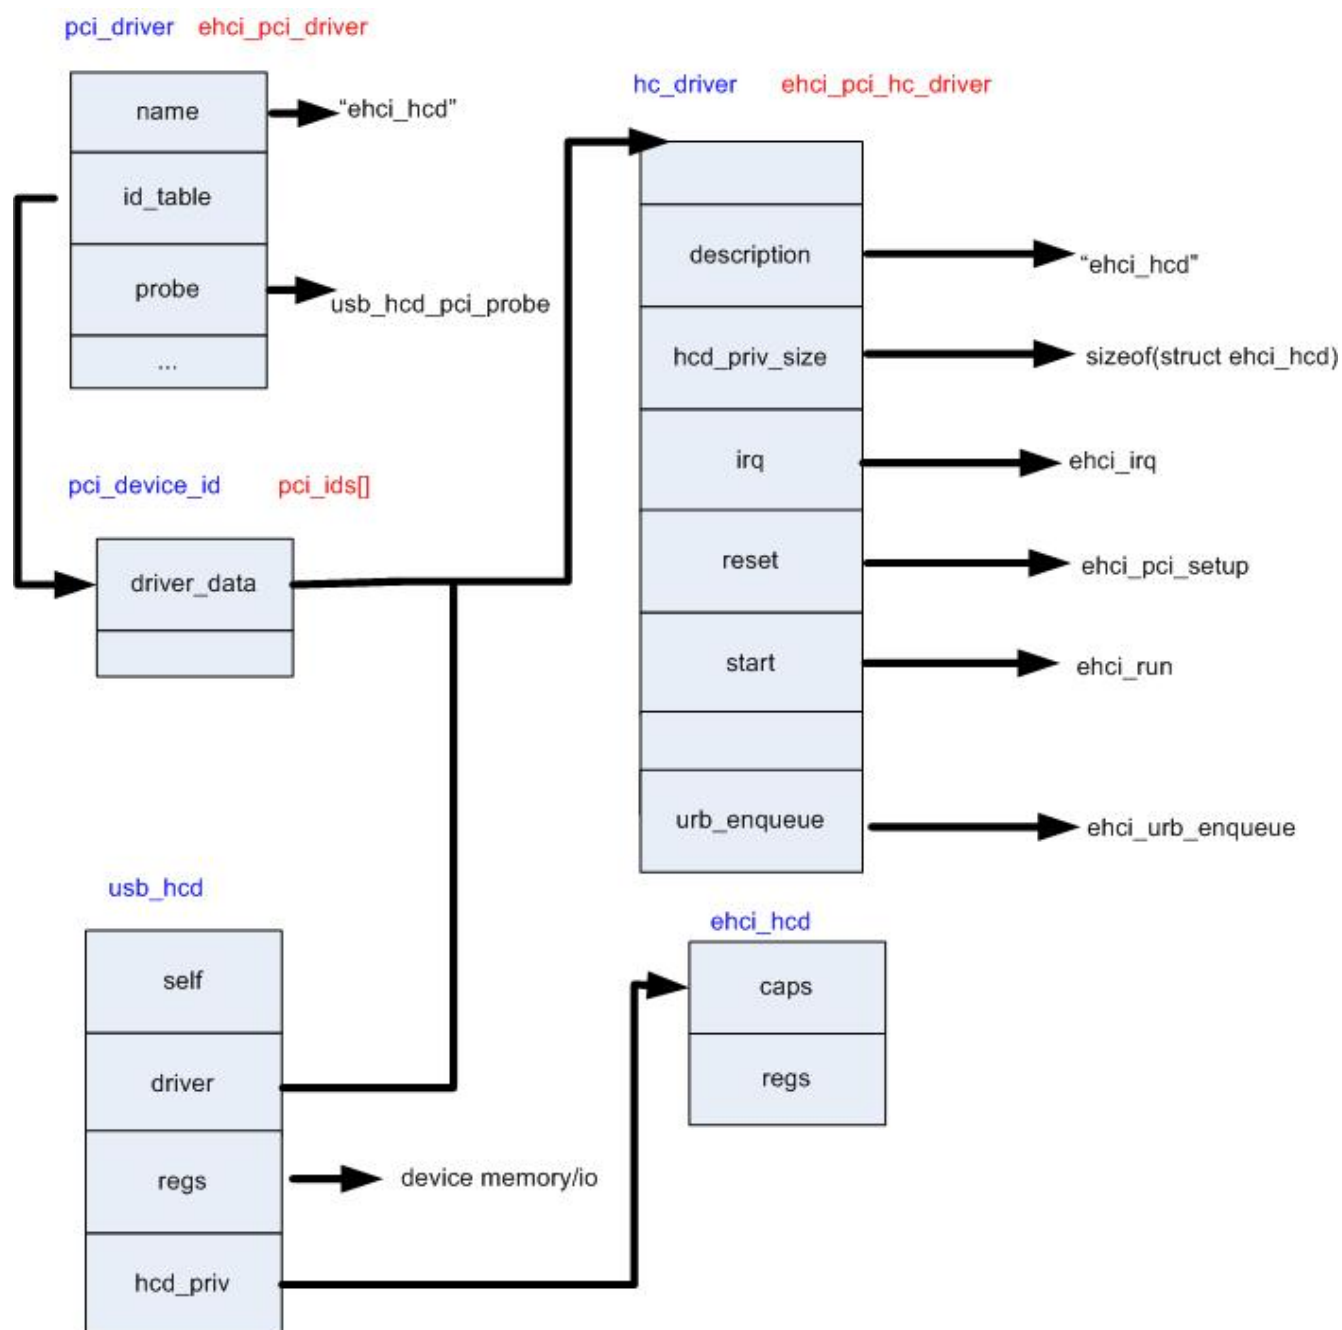 pci_driver ehci_pci_driver
name
“ehci_hcd”
id_table
probe
usb_hcd_pci_probe
...
pci_device_id pci_ids[]
driver_data
hc_driver ehci_pci_hc_driver
description
“ehci_hcd”
hcd_priv_size
sizeof(struct ehci_hcd)
irq
ehci_irq
reset
ehci_pci_setup
start
ehci_run
urb_enqueue
ehci_urb_enqueue
usb_hcd
self
driver
regs
device memory/io
hcd_priv
ehci_hcd
caps
regs